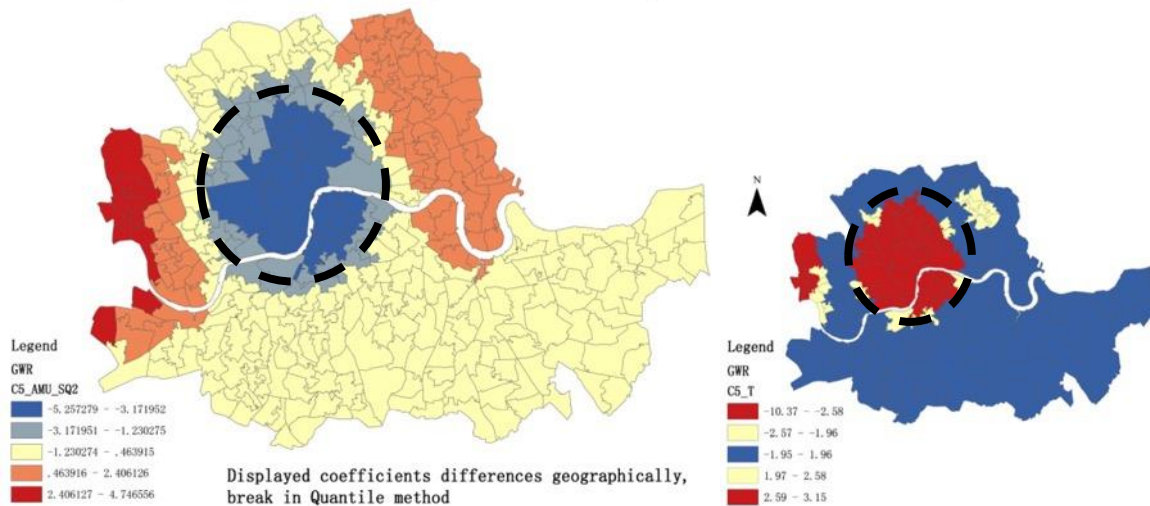 Legend
GWR
C5_AMU_SQ2
-5.257279 - -3.171952
-3.171951 - -1.230275
-1.230274 - .463915
.463916 - 2.406126
2.406127 - 4.746556
Displayed coefficients differences geographically,
break in Quantile method
N
Legend
GWR
C5_T
-10.37 - -2.58
-2.57 - -1.96
-1.95 - 1.96
1.97 - 2.58
2.59 - 3.15